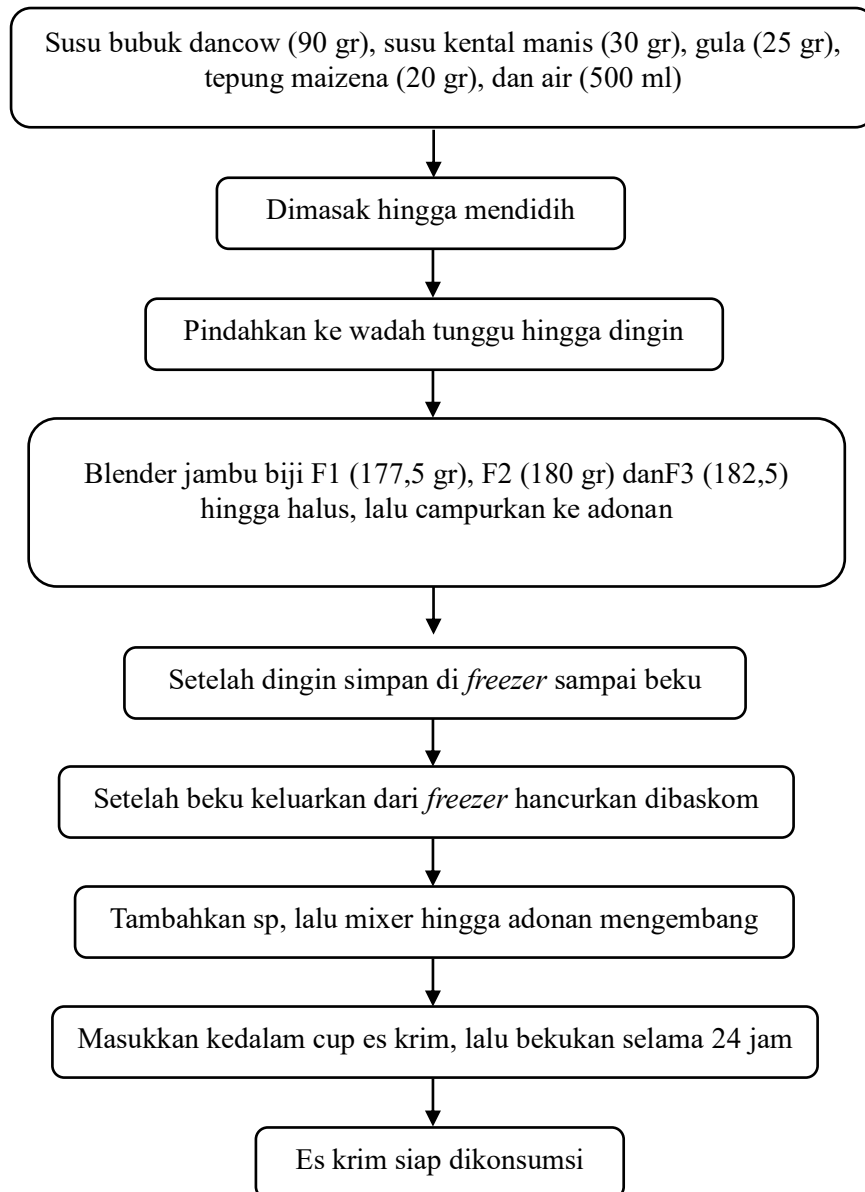 Susu bubuk dancow (90 gr), susu kental manis (30 gr), gula (25 gr),
tepung maizena (20 gr), dan air (500 ml)
Dimasak hingga mendidih
Pindahkan ke wadah tunggu hingga dingin
Blender jambu biji F1 (177,5 gr), F2 (180 gr) danF3 (182,5)
hingga halus, lalu campurkan ke adonan
Setelah dingin simpan di freezer sampai beku
Setelah beku keluarkan dari freezer hancurkan dibaskom
Tambahkan sp, lalu mixer hingga adonan mengembang
Masukkan kedalam cup es krim, lalu bekukan selama 24 jam
Es krim siap dikonsumsi